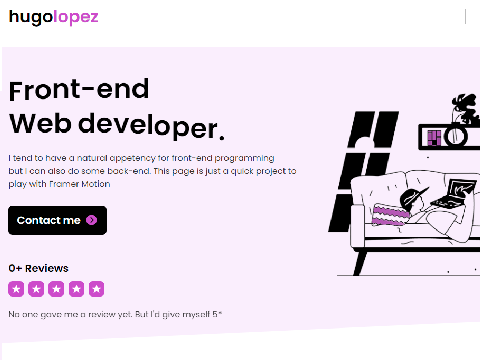 hugolopez
Front-end
Web developer.
I tend to have a natural appetency for front-end programming
but I can also do some back-end. This page is just a quick project to
play with Framer Motion
Contact me
0+ Reviews
No one gave me a review yet. But I'd give myself 5*